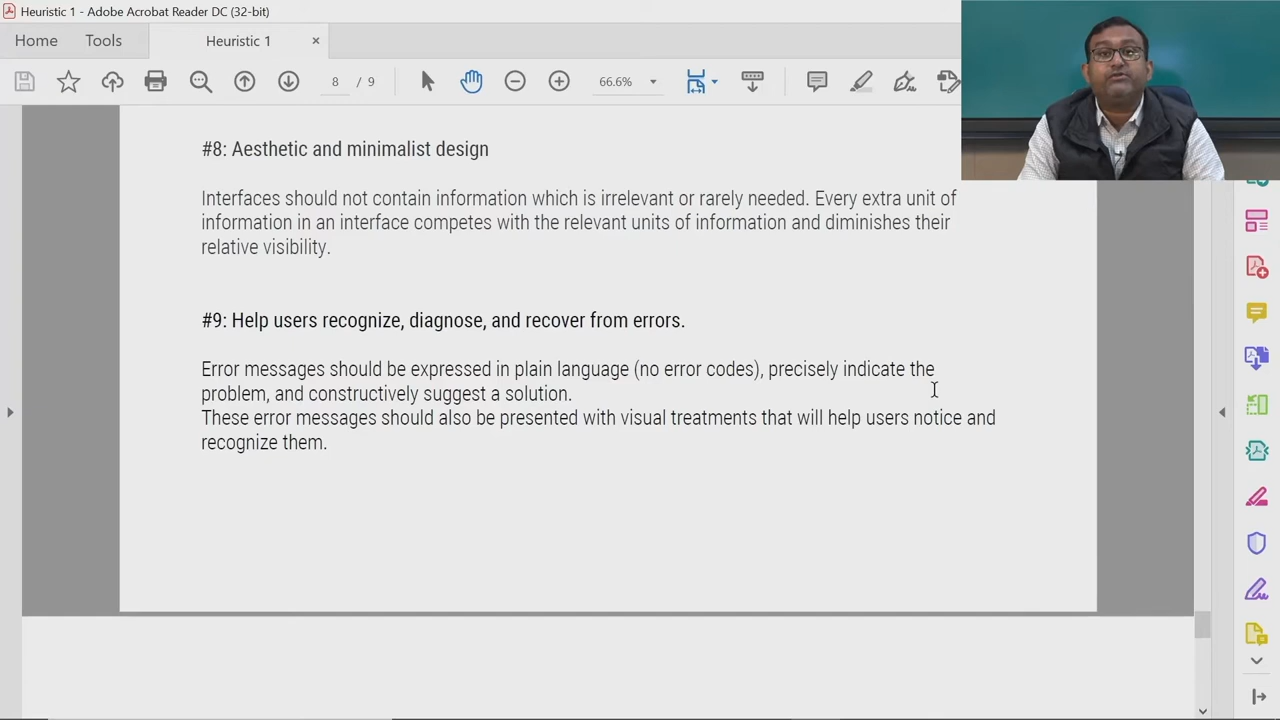 Heuristic 1 - Adobe Acrobat Reader DC (32-bit)
Home Tools Heuristic 1 ×
8 / 9 66.6%
#8: Aesthetic and minimalist design
Interfaces should not contain information which is irrelevant or rarely needed. Every extra unit of
information in an interface competes with the relevant units of information and diminishes their
relative visibility.
#9: Help users recognize, diagnose, and recover from errors.
Error messages should be expressed in plain language (no error codes), precisely indicate the
problem, and constructively suggest a solution.
These error messages should also be presented with visual treatments that will help users notice and
recognize them.